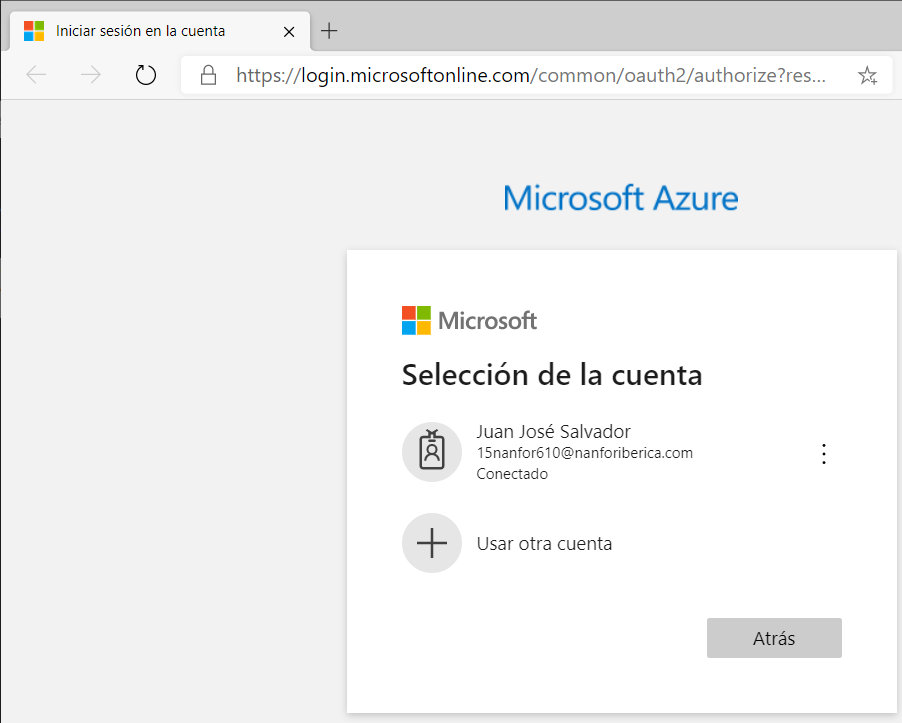 Iniciar sesión en la cuenta
https://login.microsoftonline.com/common/oauth2/authorize?res...
Microsoft Azure
Microsoft
Selección de la cuenta
Juan José Salvador
15nanfor610@nanforiberica.com
Conectado
Usar otra cuenta
Atrás